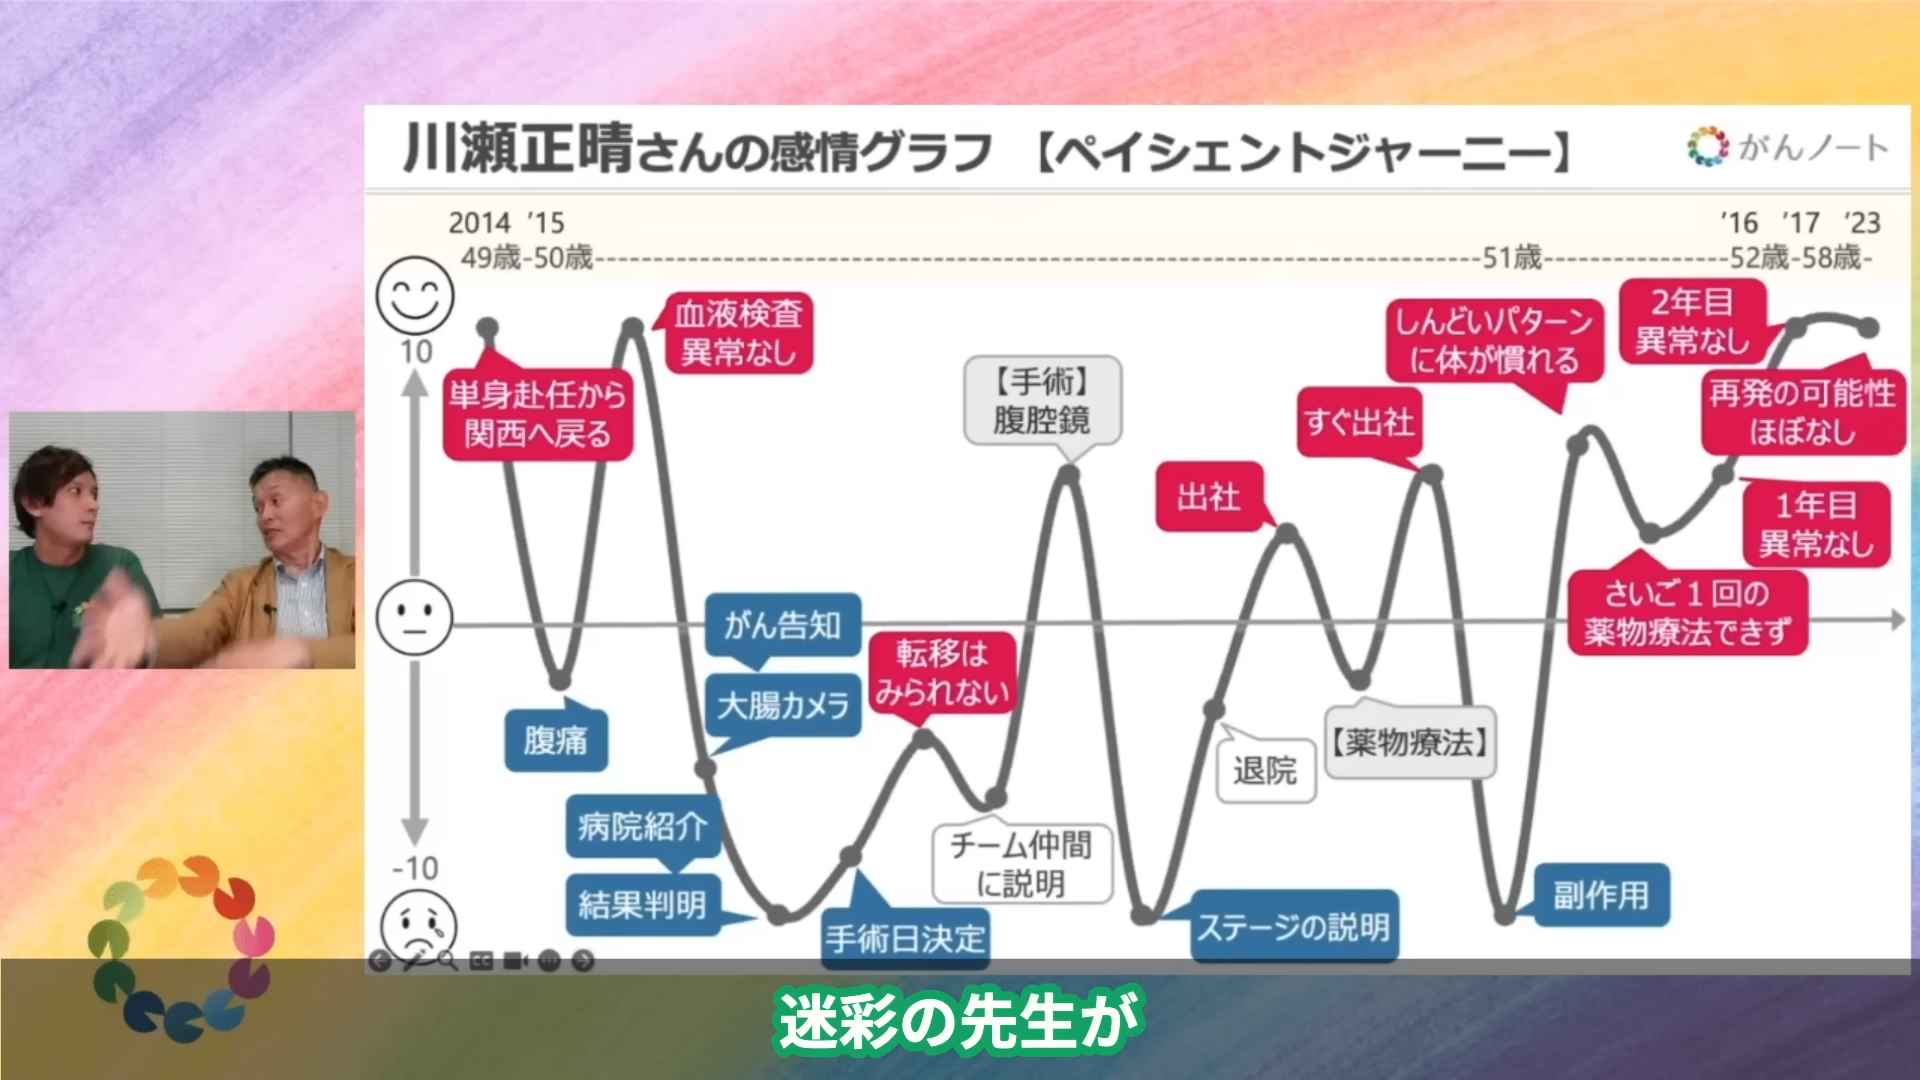 川瀬正晴さんの感情グラフ【ペイシェントジャーニー】
がんノート
2014 ’15
’16 ’17 ’23
49歳-50歳--------------------51歳----------52歳-58歳-
10
-10
単身赴任から
関西へ戻る
腹痛
血液検査
異常なし
がん告知
大腸カメラ
病院紹介
結果判明
手術日決定
転移は
みられない
チーム仲間
に説明
【手術】
腹腔鏡
ステージの説明
退院
出社
【薬物療法】
すぐ出社
副作用
しんどいパターン
に体が慣れる
さいご1回の
薬物療法できず
1年目
異常なし
2年目
異常なし
再発の可能性
ほぼなし
CC
迷彩の先生が